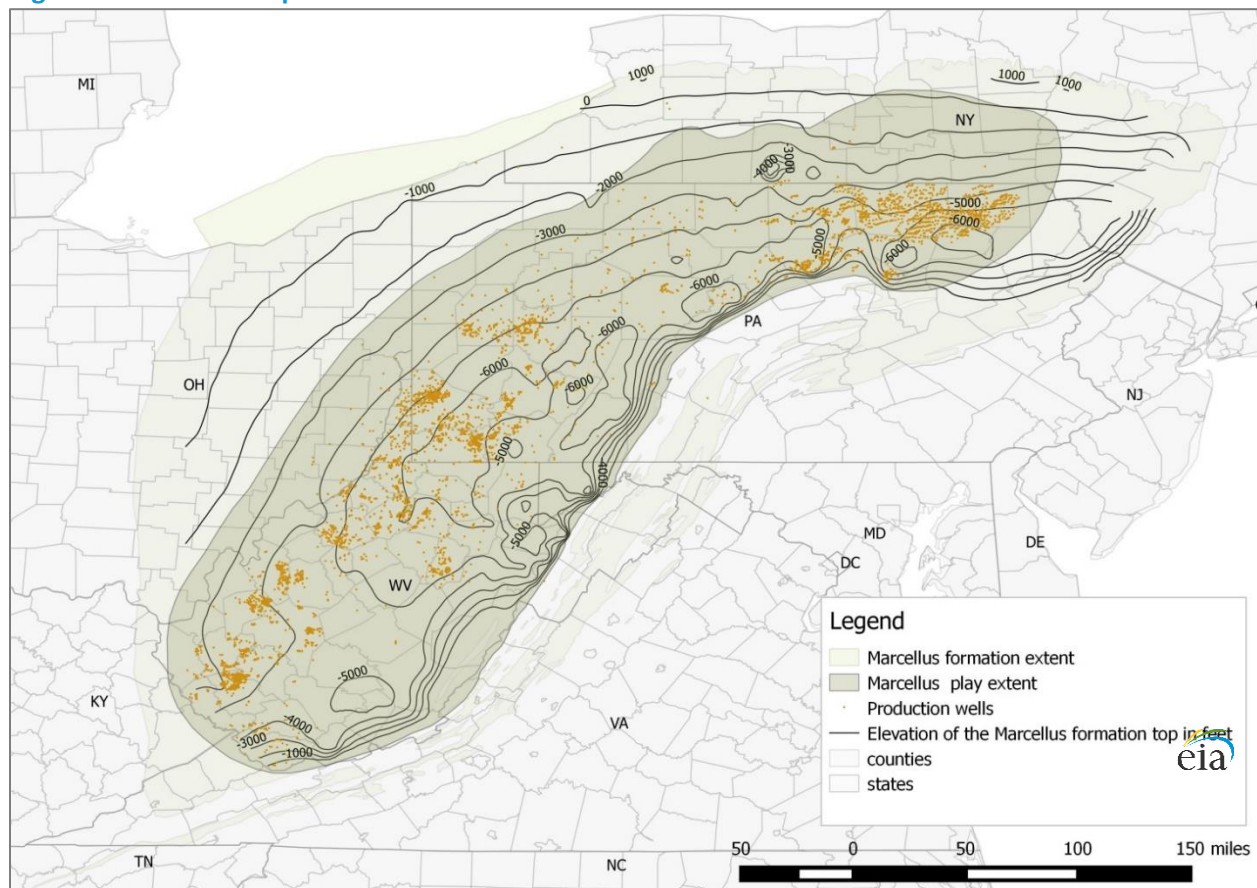 MI
1000
1000
1000
0
NY
-3000
-4000
-1000
-2000
-5000
-6000
-3000
-5000
-6000
-6000
PA
-6000
OH
-6000
-6000
NJ
-5000
-4000
-5000
MD
DE
DC
WV
-5000
KY
-4000
-3000
-1000
VA
TN
NC
Legend
Marcellus formation extent
Marcellus play extent
Production wells
Elevation of the Marcellus formation top in feet
counties
states
eia
50 0 50 100 150 miles